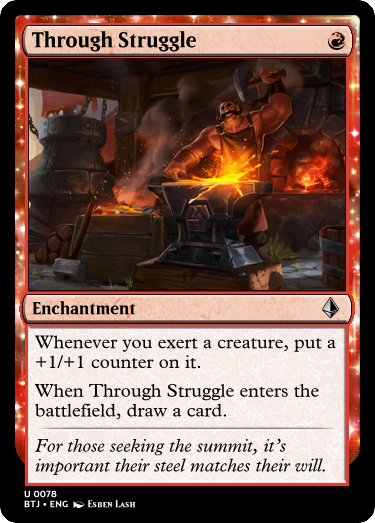 Through Struggle
Enchantment
Whenever you exert a creature, put a
+1/+1 counter on it.
When Through Struggle enters the
battlefield, draw a card.
For those seeking the summit, it's
important their steel matches their will.
U 0078
BTJ • ENG Esben Lash